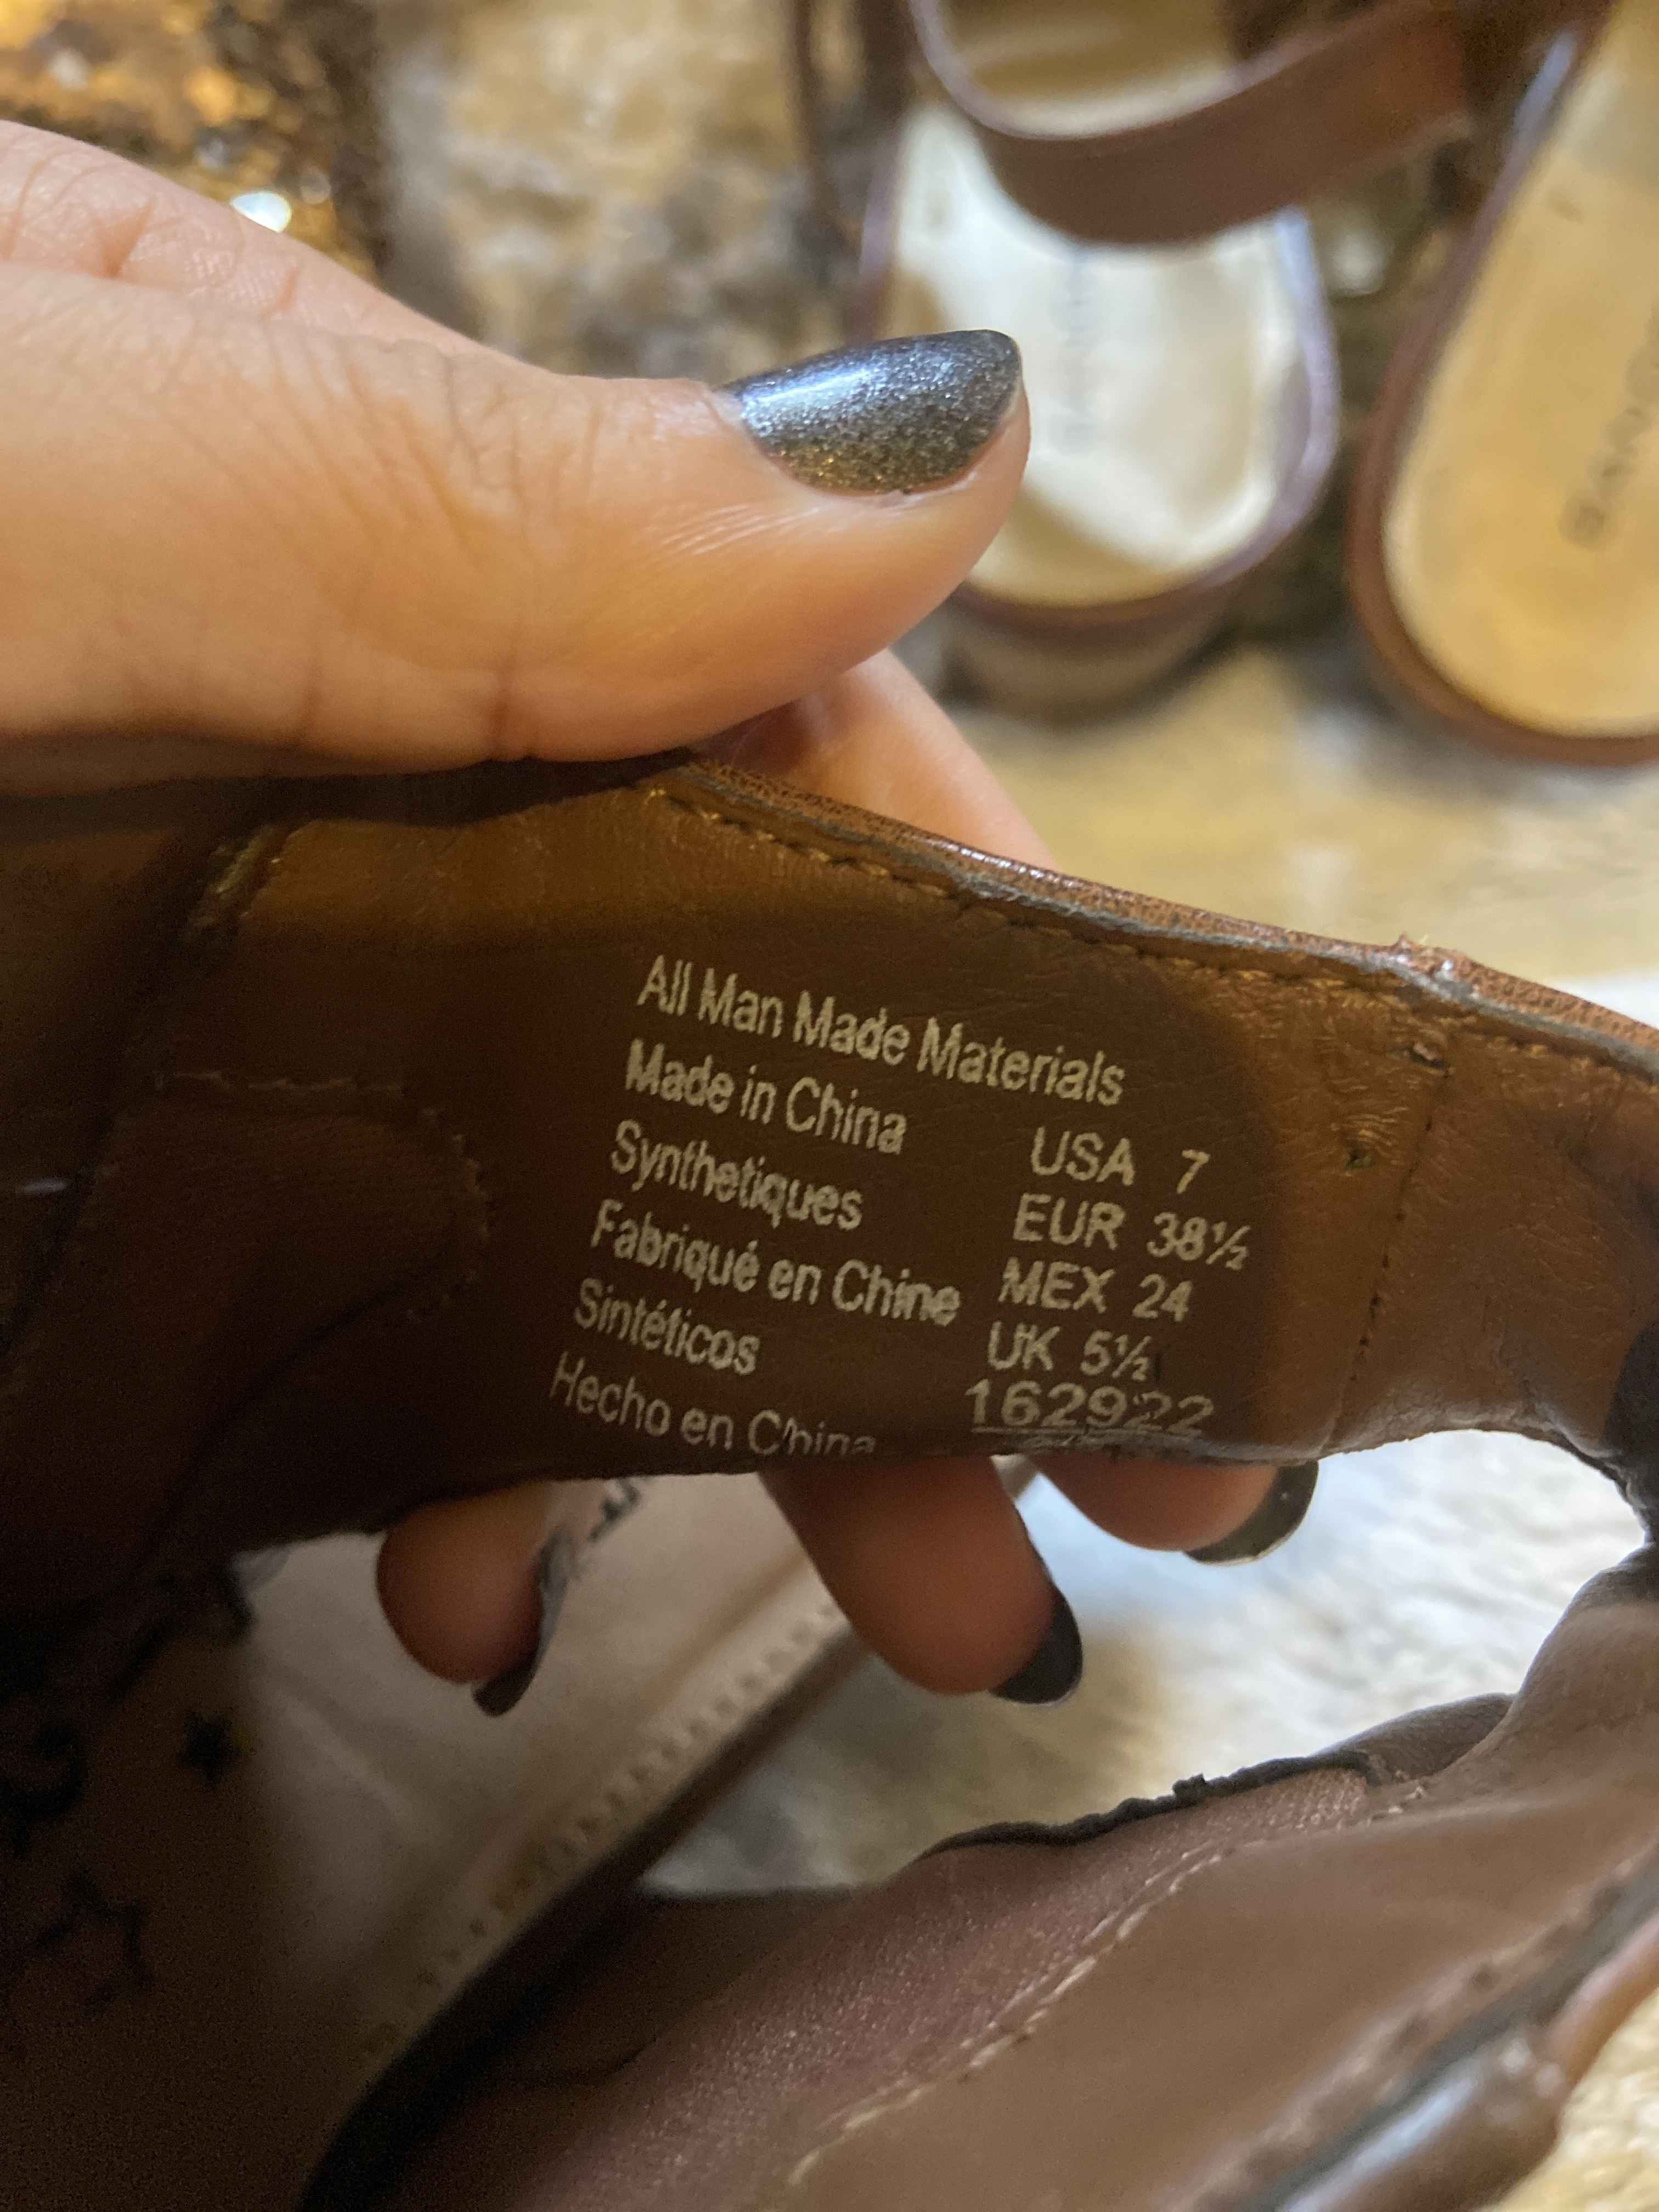 All Man Made Materials
Made in China
Synthetiques
Fabriqué en Chine
Sintéticos
Hecho en China
USA 7
EUR 38½
MEX 24
UK 5½
162922